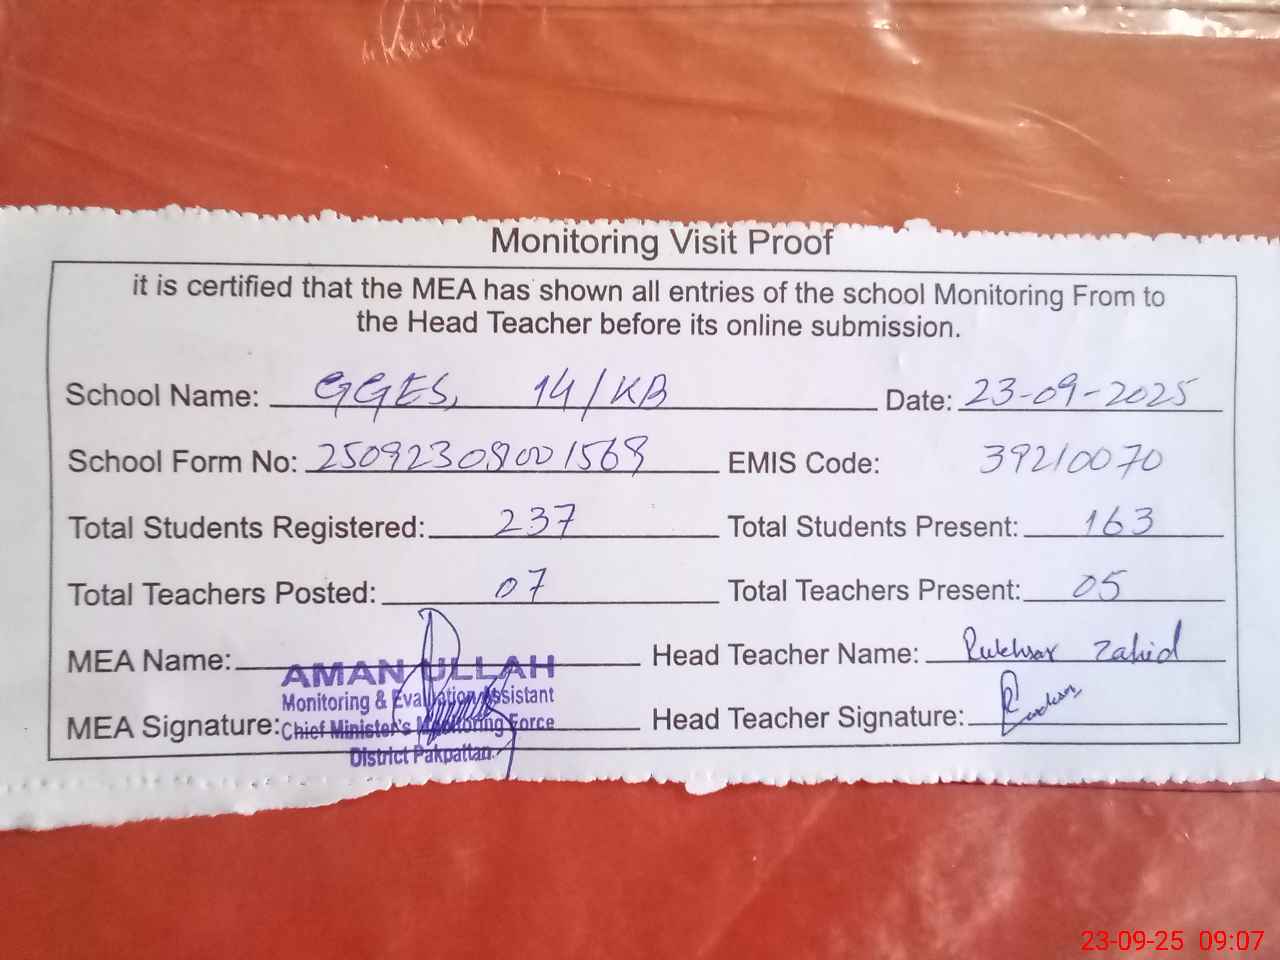 Monitoring Visit Proof
it is certified that the MEA has shown all entries of the school Monitoring From to
the Head Teacher before its online submission.
School Name: GGES, 14/KB Date: 23-09-2025
School Form No: 25092308001568 EMIS Code: 39210070
Total Students Registered: 237 Total Students Present: 163
Total Teachers Posted: 07 Total Teachers Present: 05
MEA Name: AMAN ULLAH Head Teacher Name: Rukhsar Zahid
Monitoring & Evaluation Assistant
MEA Signature: Chief Minister's Monitoring Force Head Teacher Signature:
District Pakpattan.
23-09-25 09:07